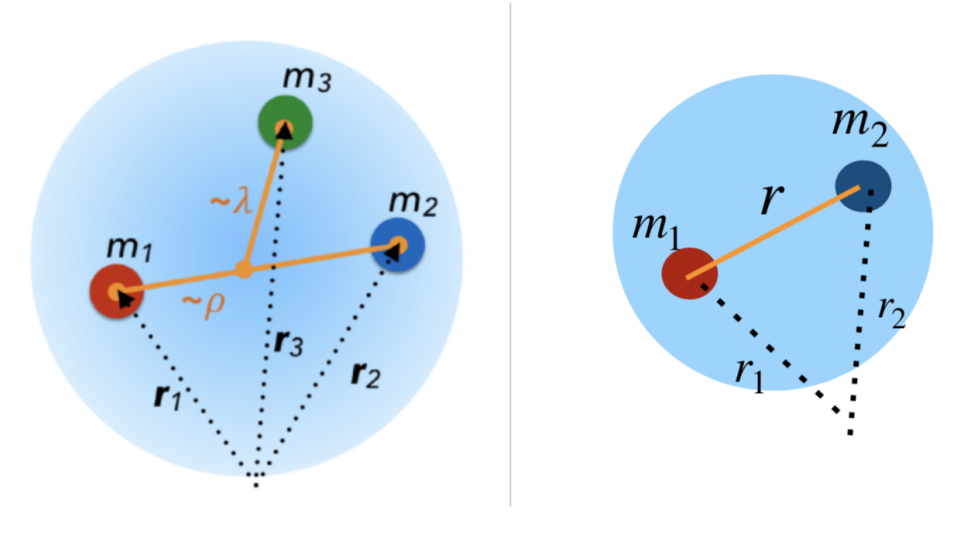 m₃
~λ
m₂
m₁
~ρ
r₃
r₂
r₁
m₂
r
m₁
r₂
r₁